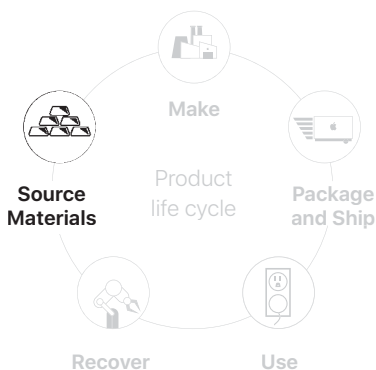 Make
Source
Materials
Product
life cycle
Package
and Ship
Recover
Use